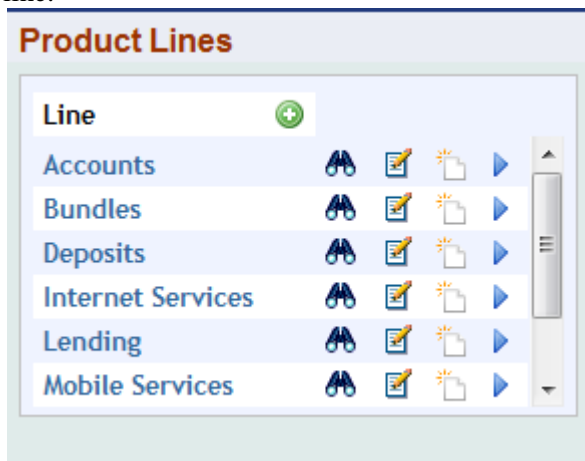 Product Lines
Line
Accounts
Bundles
Deposits
Internet Services
Lending
Mobile Services